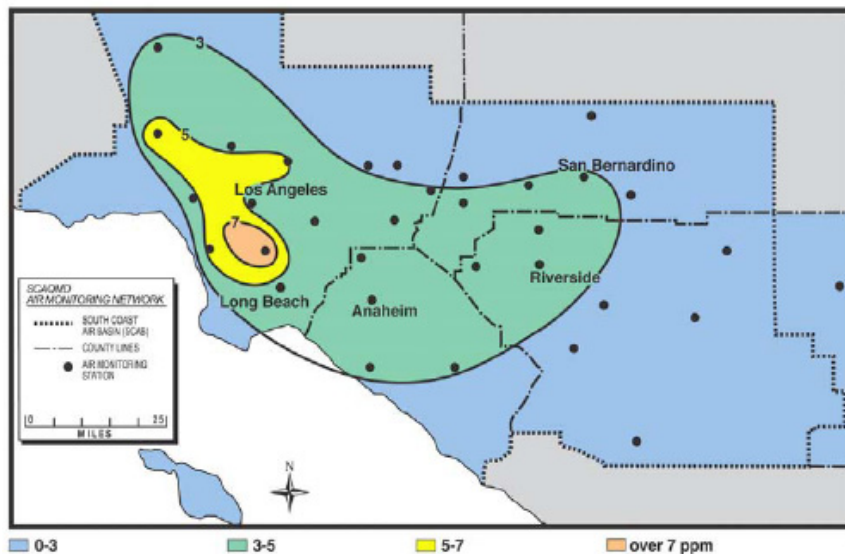 3
5
San Bernardino
Los Angeles
7
Riverside
Long Beach
Anaheim
SCAQMD
AIR MONITORING NETWORK
SOUTH COAST
AIR BASIN (SCAB)
COUNTY LINES
AIR MONITORING
STATION
0 25
MILES
N
0-3 3-5 5-7 over 7 ppm